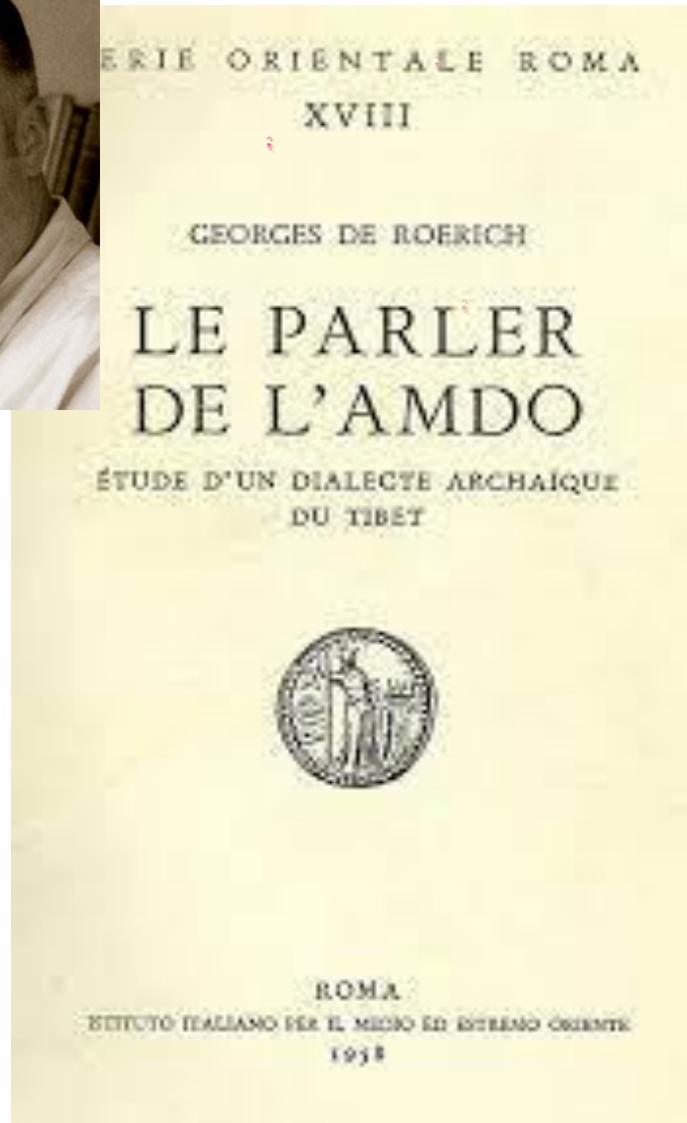 ERIE ORIENTALE ROMA
XVIII
GEORGES DE ROERICH
LE PARLER
DE L'AMDO
ÉTUDE D'UN DIALECTE ARCHAÏQUE
DU TIBET
ROMA
ISTITUTO ITALIANO PER IL MEDIO ED ESTREMO ORIENTE
1958